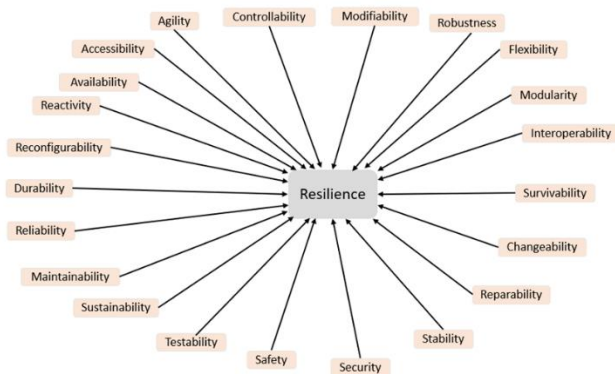 Agility
Controllability
Modifiability
Robustness
Accessibility
Flexibility
Availability
Modularity
Reactivity
Interoperability
Reconfigurability
Durability
Resilience
Survivability
Reliability
Changeability
Maintainability
Reparability
Sustainability
Stability
Testability
Safety
Security